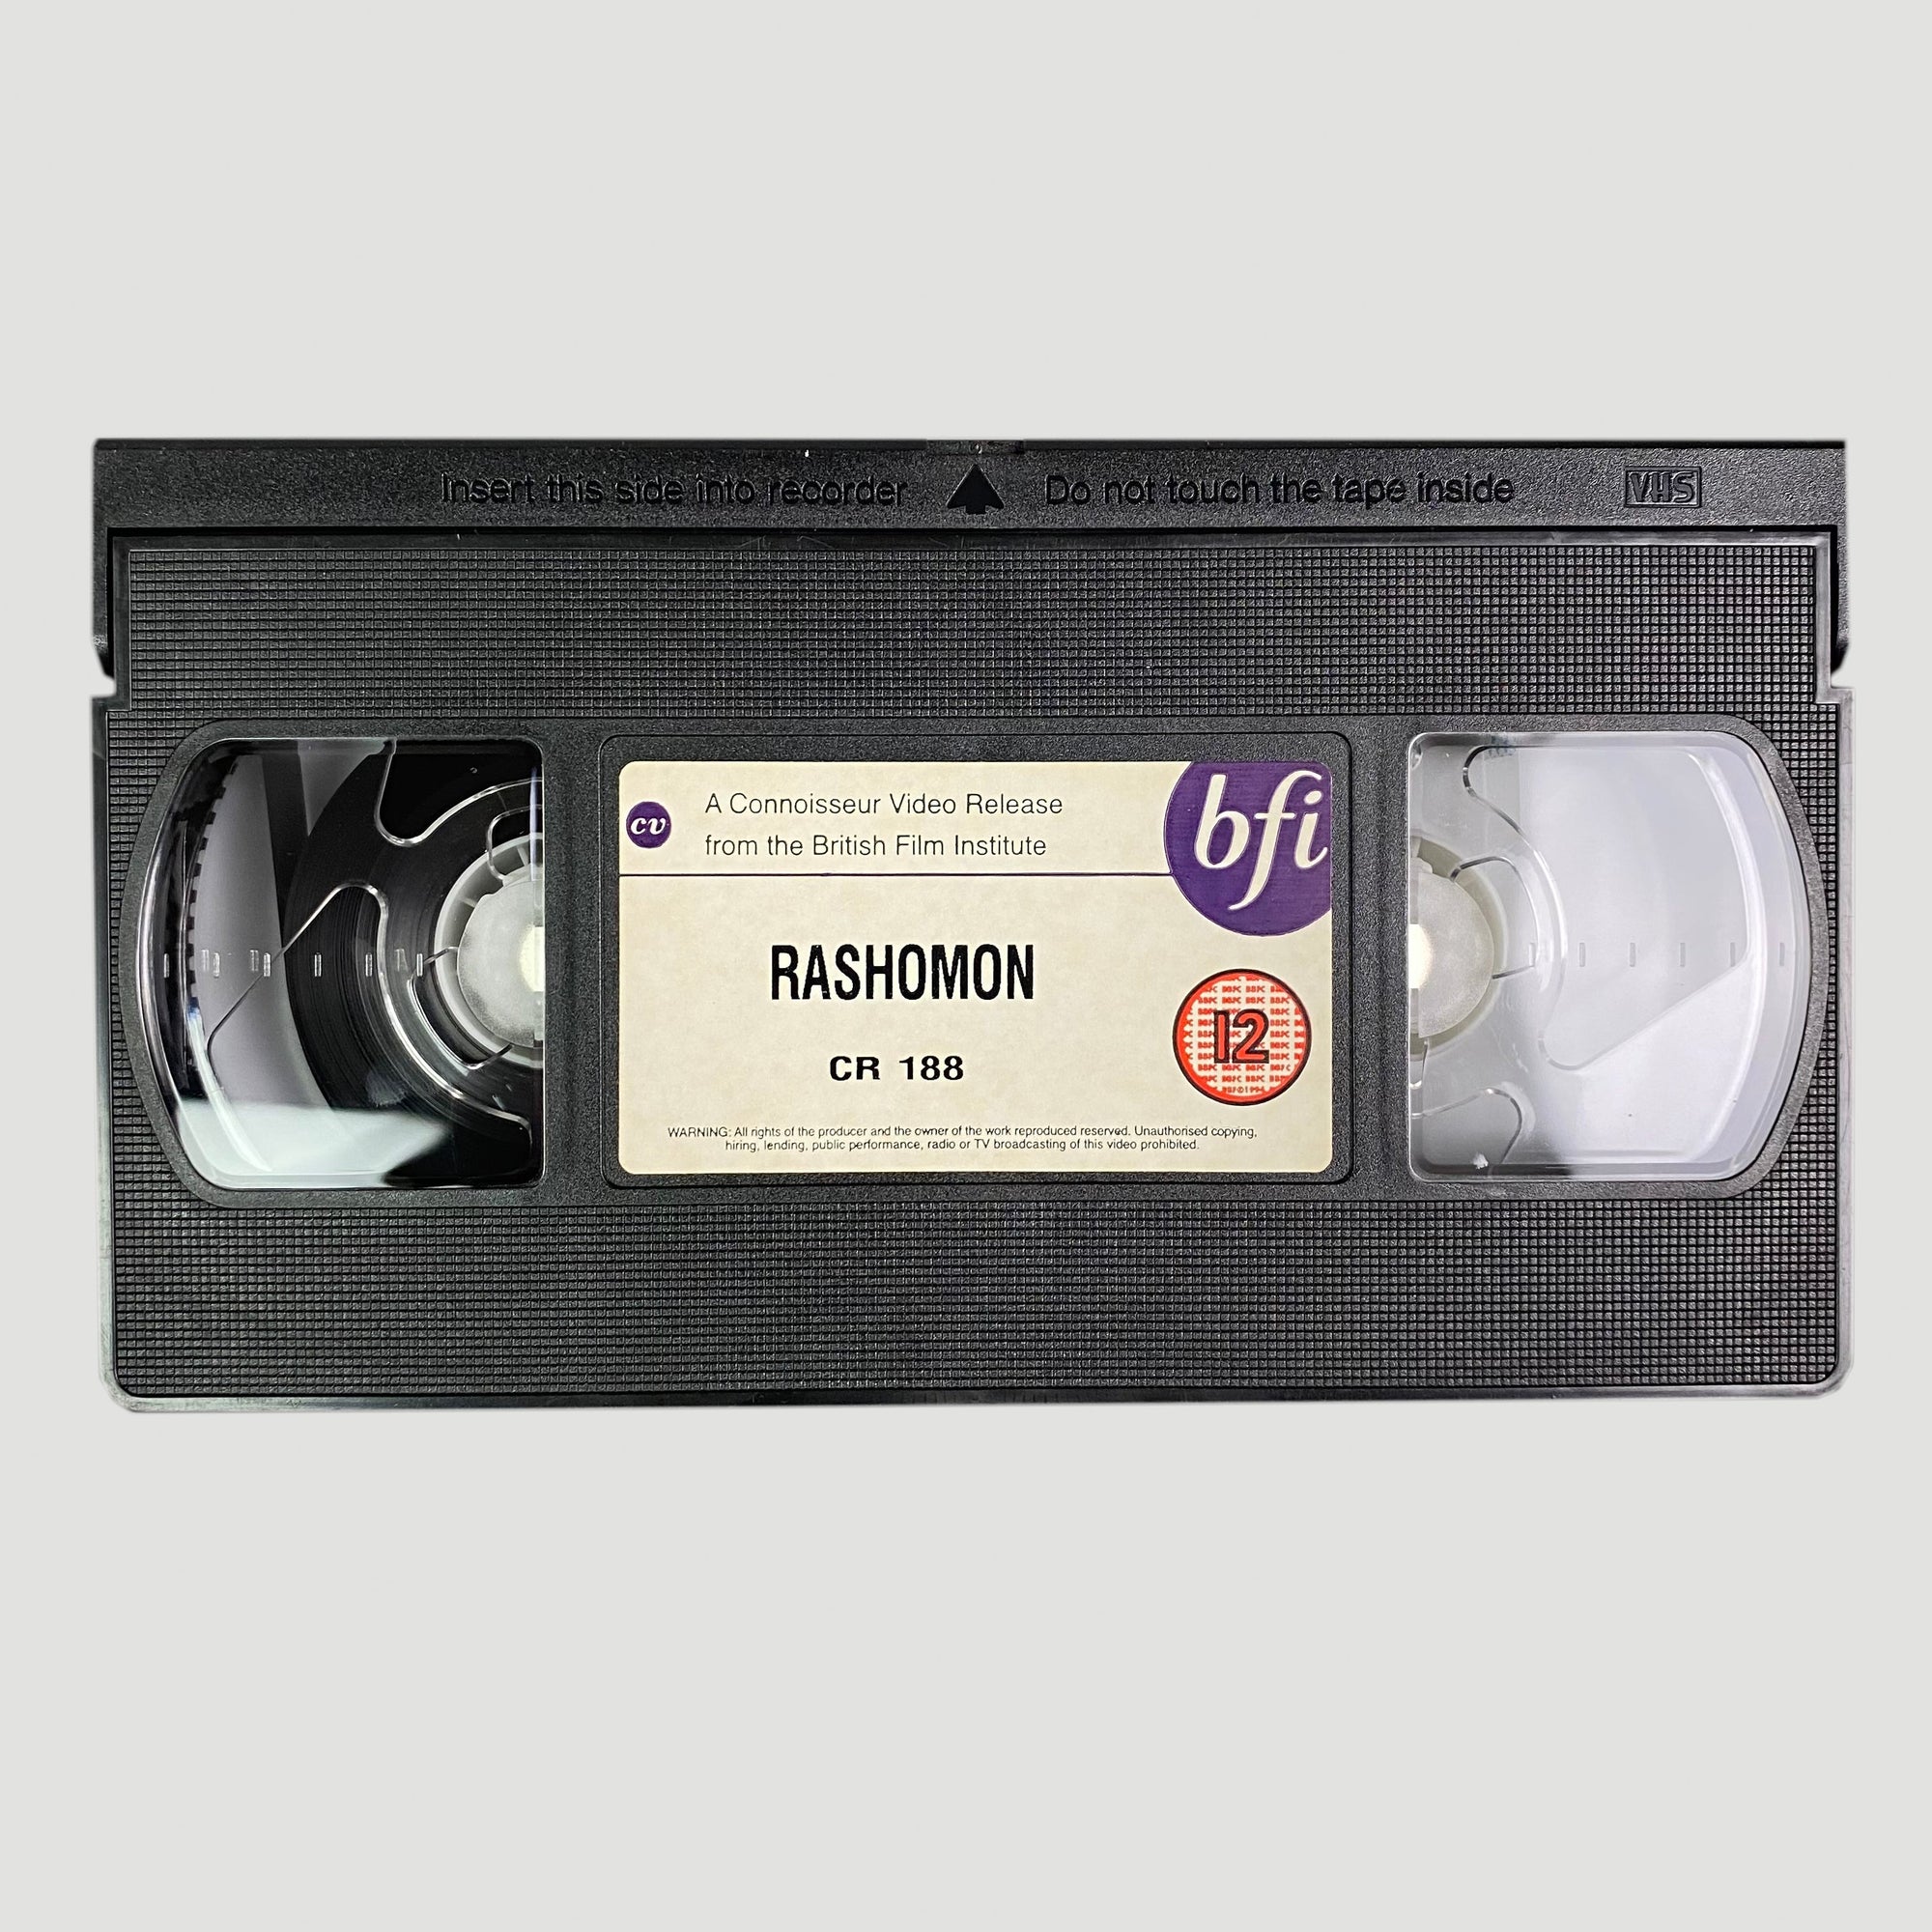 Insert this side into recorder
Do not touch the tape inside
VHS
cv
A Connoisseur Video Release
from the British Film Institute
bfi
RASHOMON
12
CR 188
WARNING: All rights of the producer and the owner of the work reproduced reserved. Unauthorised copying,
hiring, lending, public performance, radio or TV broadcasting of this video prohibited.